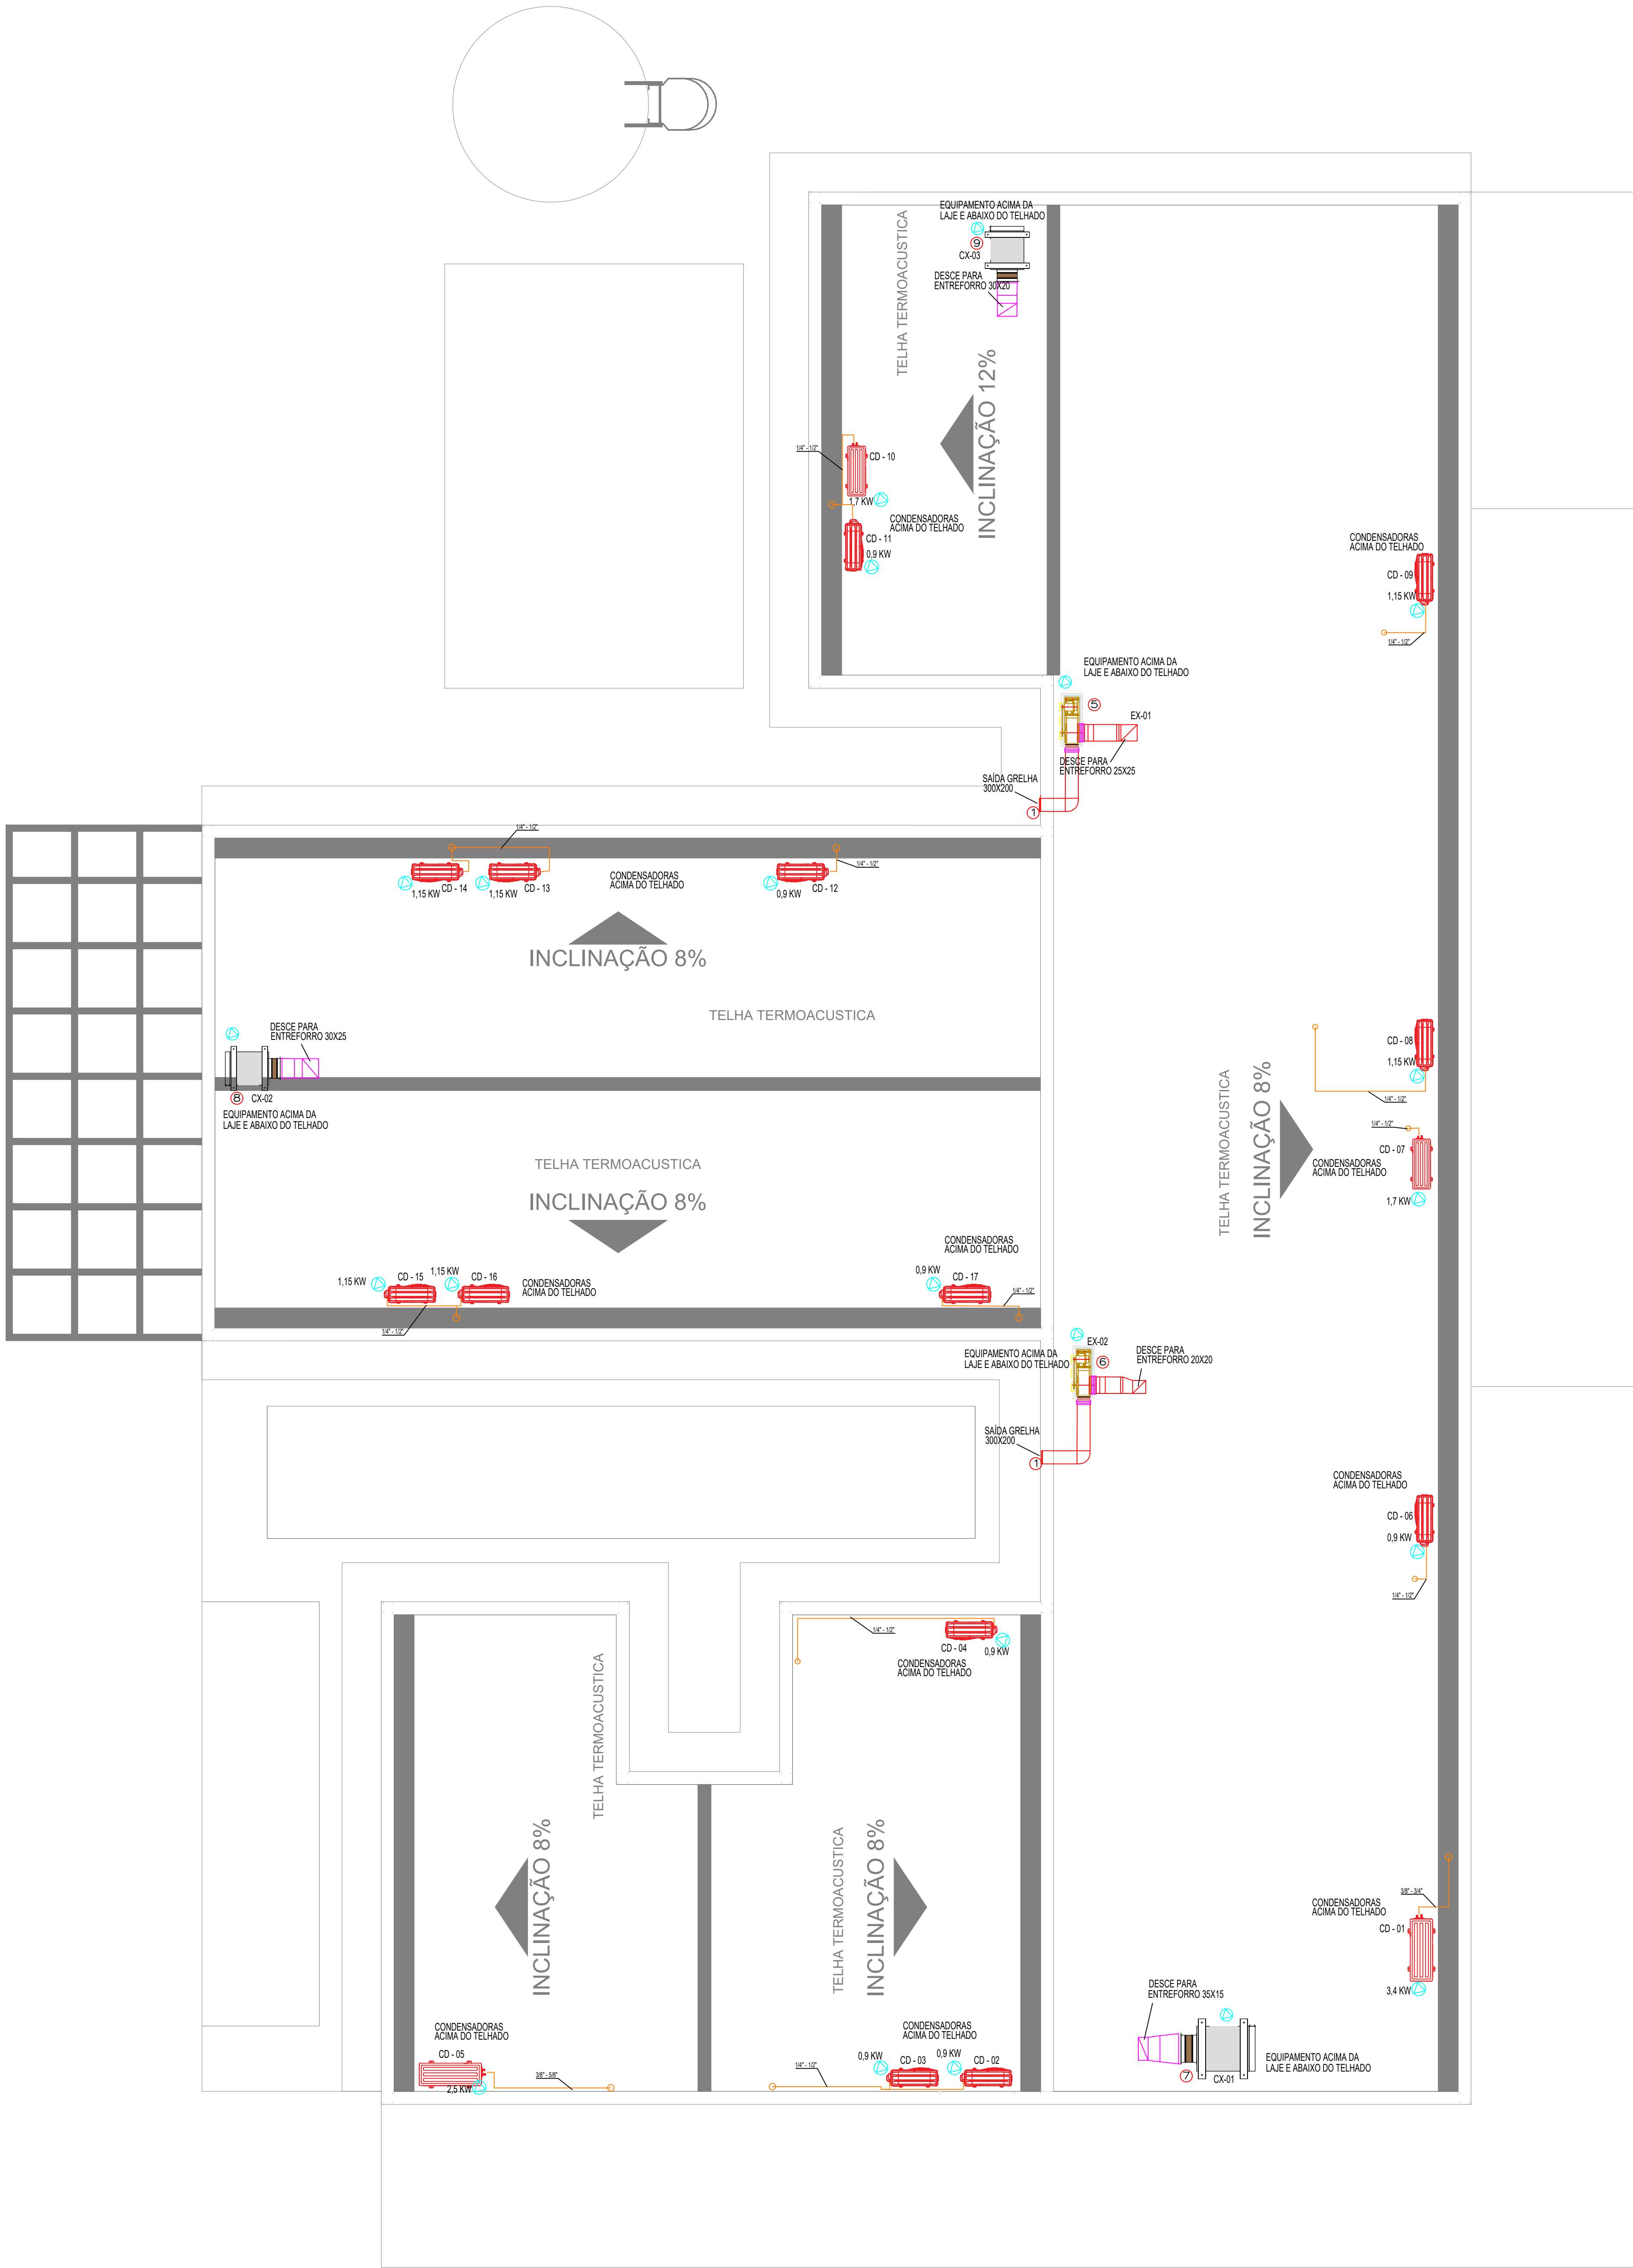 EQUIPAMENTO ACIMA DA
LAJE E ABAIXO DO TELHADO
9
CX-03
DESCE PARA
ENTREFORRO 30X20
TELHA TERMOACUSTICA
INCLINAÇÃO 12%
1/4" - 1/2"
CD - 10
1,7 KW
CONDENSADORAS
ACIMA DO TELHADO
CD - 11
0,9 KW
CONDENSADORAS
ACIMA DO TELHADO
CD - 09
1,15 KW
1/4" - 1/2"
EQUIPAMENTO ACIMA DA
LAJE E ABAIXO DO TELHADO
5
EX-01
DESCE PARA
ENTREFORRO 25X25
SAÍDA GRELHA
300X200
1
1/4" - 1/2"
CD - 14
1,15 KW
CD - 13
1,15 KW
CONDENSADORAS
ACIMA DO TELHADO
1/4" - 1/2"
CD - 12
0,9 KW
INCLINAÇÃO 8%
TELHA TERMOACUSTICA
DESCE PARA
ENTREFORRO 30X25
8
CX-02
EQUIPAMENTO ACIMA DA
LAJE E ABAIXO DO TELHADO
CD - 08
1,15 KW
1/4" - 1/2"
1/4" - 1/2"
CD - 07
CONDENSADORAS
ACIMA DO TELHADO
1,7 KW
TELHA TERMOACUSTICA
INCLINAÇÃO 8%
TELHA TERMOACUSTICA
INCLINAÇÃO 8%
CONDENSADORAS
ACIMA DO TELHADO
1,15 KW
CD - 15
1,15 KW
CD - 16
CONDENSADORAS
ACIMA DO TELHADO
0,9 KW
CD - 17
1/4" - 1/2"
1/4" - 1/2"
EX-02
EQUIPAMENTO ACIMA DA
LAJE E ABAIXO DO TELHADO
6
DESCE PARA
ENTREFORRO 20X20
SAÍDA GRELHA
300X200
1
CONDENSADORAS
ACIMA DO TELHADO
CD - 06
0,9 KW
1/4" - 1/2"
1/4" - 1/2"
CD - 04
0,9 KW
CONDENSADORAS
ACIMA DO TELHADO
TELHA TERMOACUSTICA
INCLINAÇÃO 8%
TELHA TERMOACUSTICA
INCLINAÇÃO 8%
3/8" - 3/4"
CONDENSADORAS
ACIMA DO TELHADO
CD - 01
3,4 KW
DESCE PARA
ENTREFORRO 35X15
EQUIPAMENTO ACIMA DA
LAJE E ABAIXO DO TELHADO
7
CX-01
CONDENSADORAS
ACIMA DO TELHADO
CD - 05
2,5 KW
3/8" - 5/8"
CONDENSADORAS
ACIMA DO TELHADO
0,9 KW
CD - 03
0,9 KW
CD - 02
1/4" - 1/2"